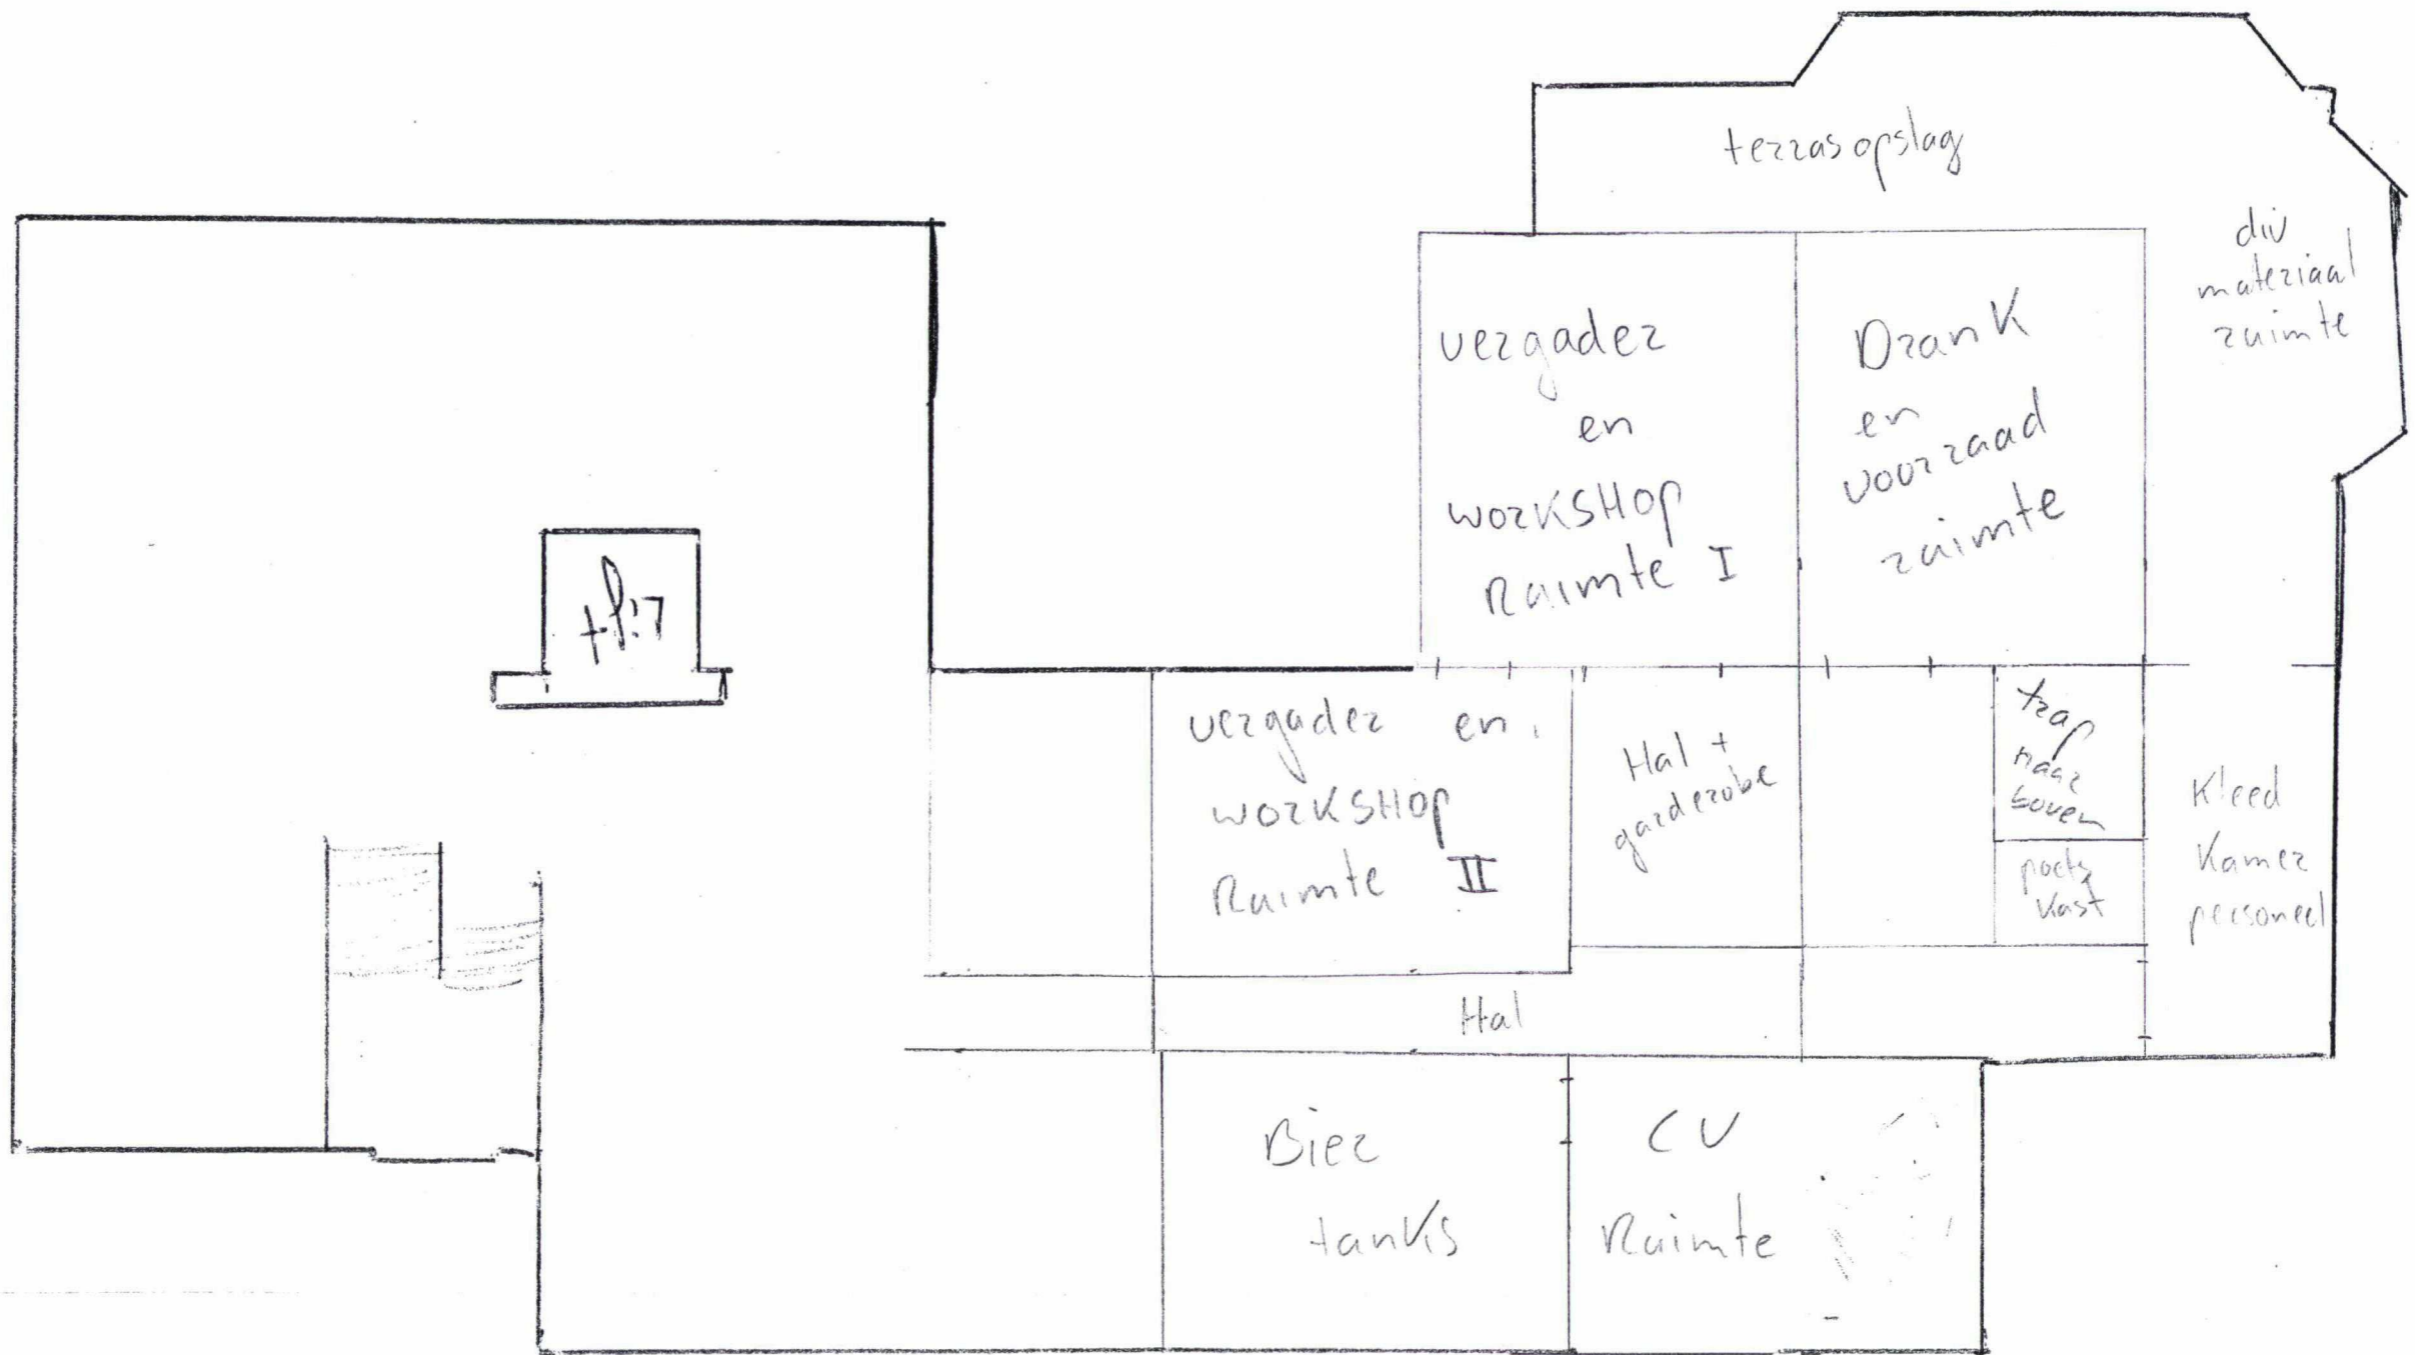 terrasopslag
div
materiaal
ruimte
vergader
en
WORKSHOP
Ruimte I
Drank
en
voorraad
ruimte
lift
vergader en
WORKSHOP
Ruimte II
Hal +
garderobe
trap
naar
boven
poets
kast
Kleed
Kamer
personeel
Hal
Bier
tanks
CV
Ruimte